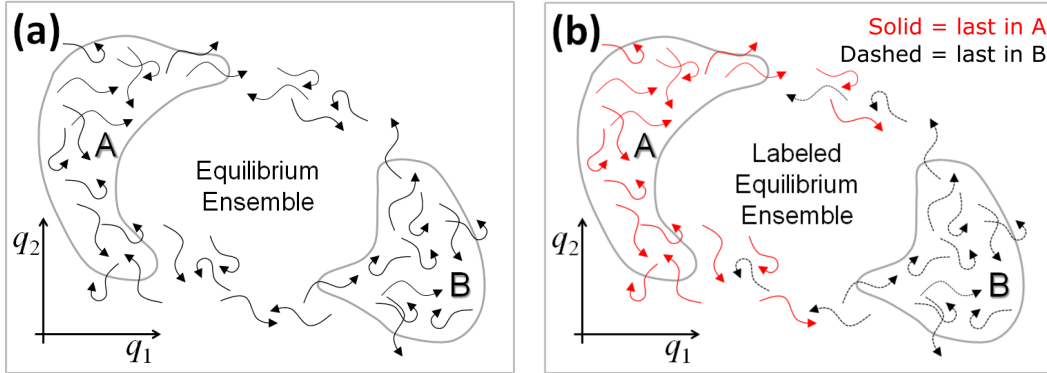 (a)
A
Equilibrium
Ensemble
B
q2
q1
(b)
Solid = last in A
Dashed = last in B
A
Labeled
Equilibrium
Ensemble
B
q2
q1